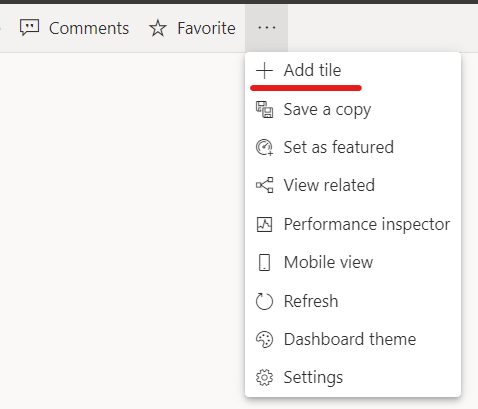 Comments Favorite ...
Add tile
Save a copy
Set as featured
View related
Performance inspector
Mobile view
Refresh
Dashboard theme
Settings